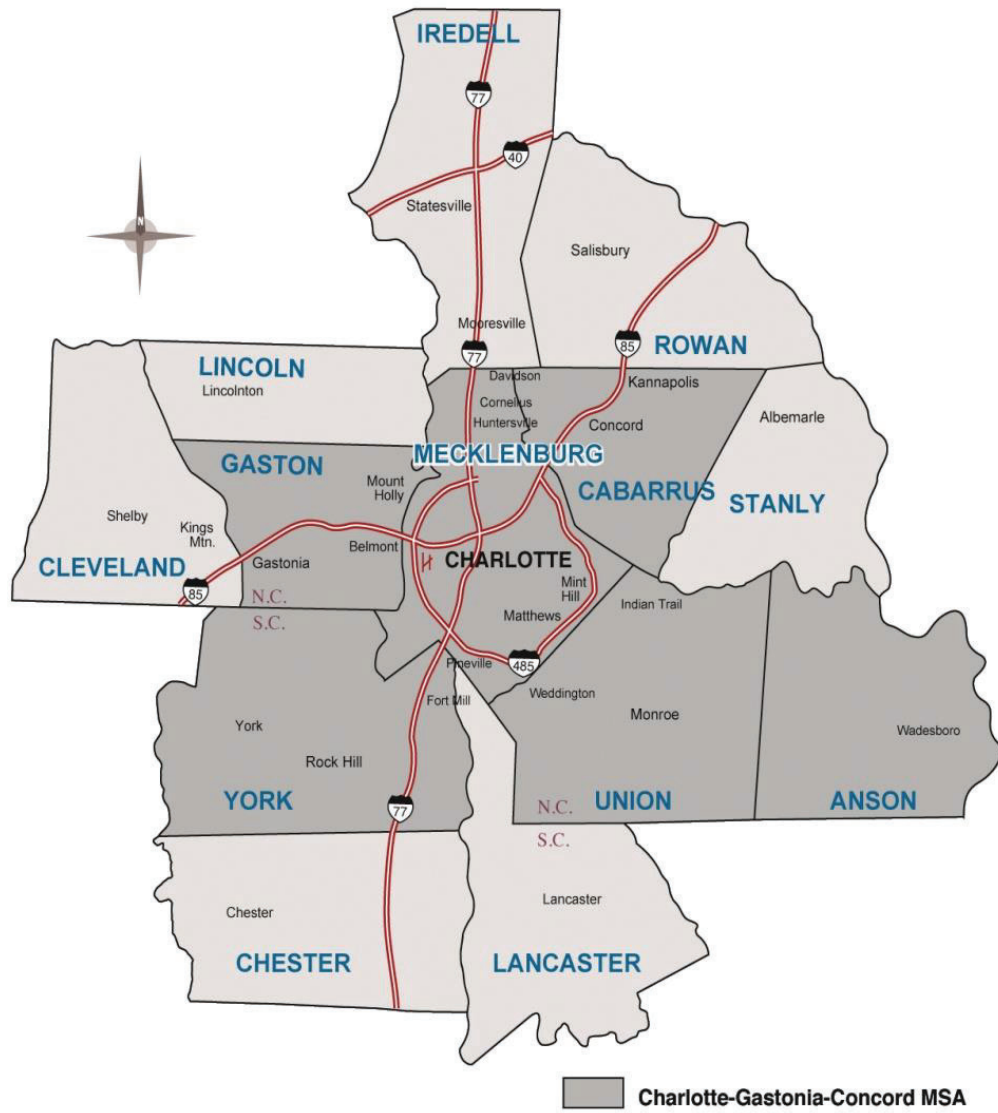 IREDELL
77
40
N
Statesville
Salisbury
Mooresville
77
85
ROWAN
LINCOLN
Lincolnton
Davidson
Kannapolis
Cornelius
Huntersville
Concord
Albemarle
MECKLENBURG
GASTON
Mount
Holly
CABARRUS
STANLY
Shelby
Kings
Mtn.
Belmont
CHARLOTTE
CLEVELAND
Gastonia
Mint
Hill
85
N.C.
S.C.
Matthews
Indian Trail
Pineville
485
Weddington
Fort Mill
Monroe
York
Wadesboro
Rock Hill
YORK
77
N.C.
UNION
ANSON
S.C.
Chester
Lancaster
CHESTER
LANCASTER
Charlotte-Gastonia-Concord MSA